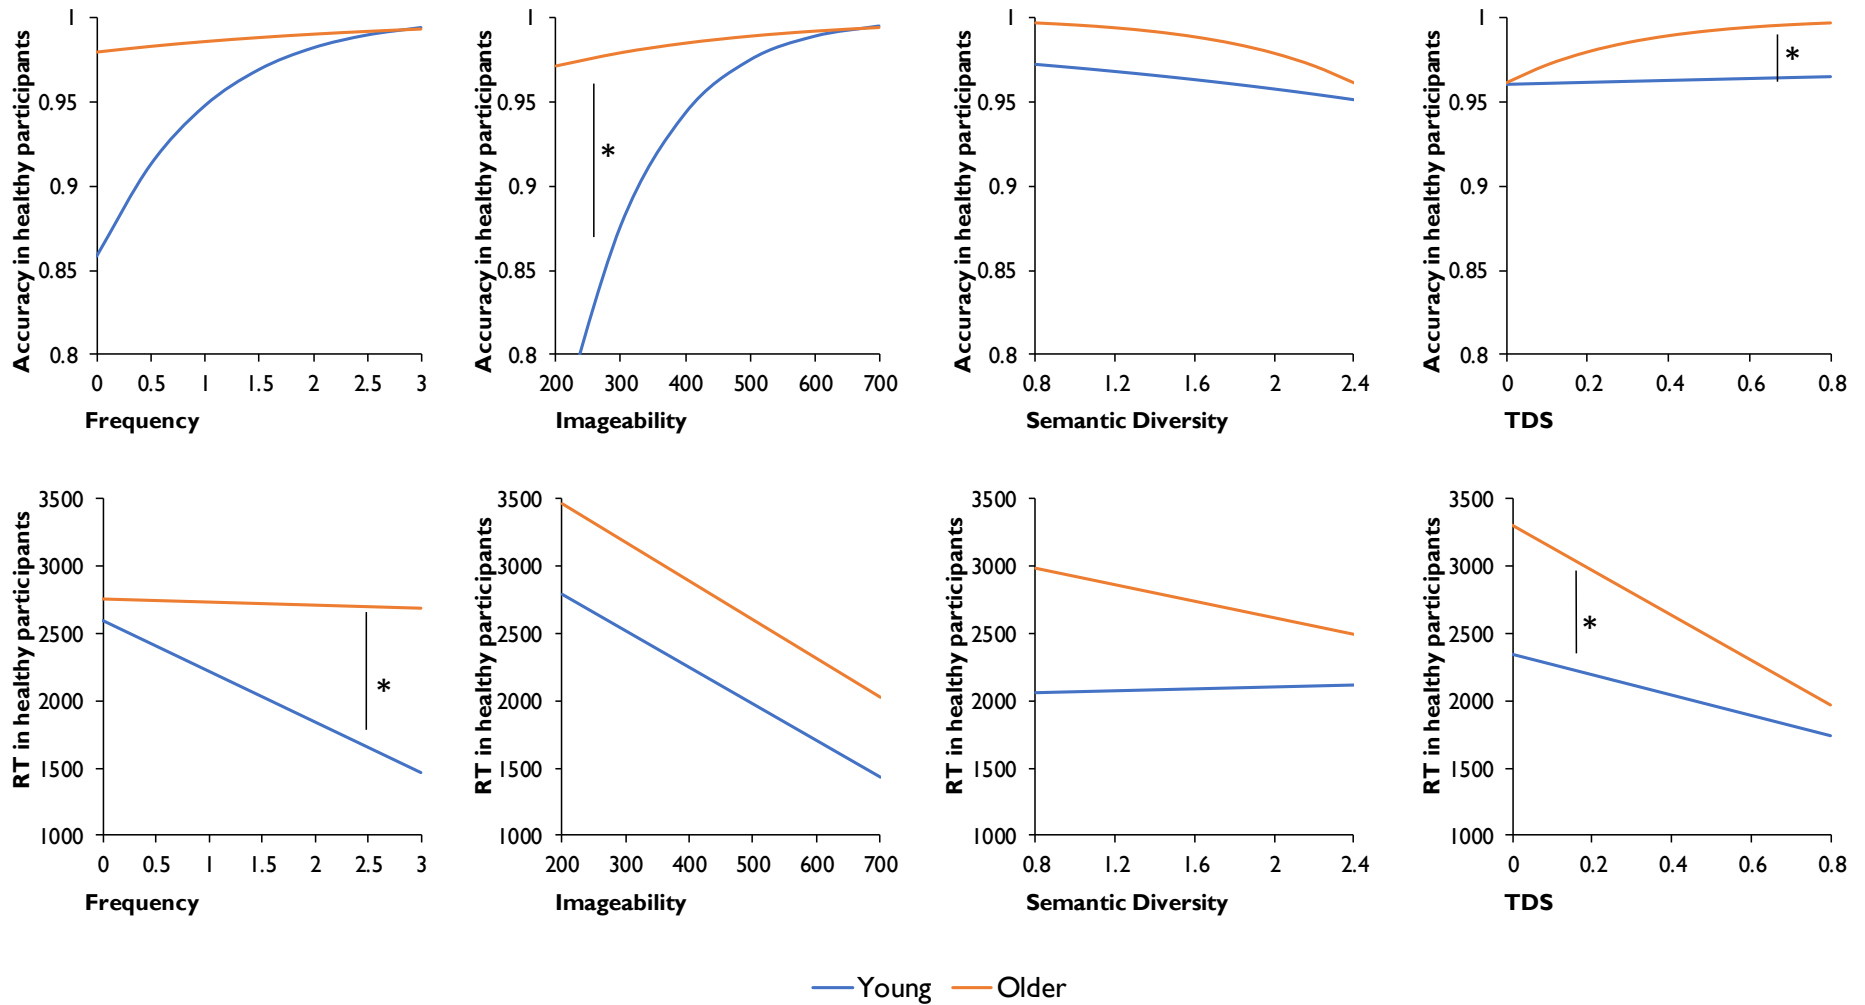 Accuracy in healthy participants
1
0.95
0.9
0.85
0.8
0 0.5 1 1.5 2 2.5 3
Frequency
Accuracy in healthy participants
1
0.95
0.9
0.85
0.8
*
200 300 400 500 600 700
Imageability
Accuracy in healthy participants
1
0.95
0.9
0.85
0.8
0.8 1.2 1.6 2 2.4
Semantic Diversity
Accuracy in healthy participants
1
0.95
0.9
0.85
0.8
*
0 0.2 0.4 0.6 0.8
TDS
RT in healthy participants
3500
3000
2500
2000
1500
1000
*
0 0.5 1 1.5 2 2.5 3
Frequency
RT in healthy participants
3500
3000
2500
2000
1500
1000
200 300 400 500 600 700
Imageability
RT in healthy participants
3500
3000
2500
2000
1500
1000
0.8 1.2 1.6 2 2.4
Semantic Diversity
RT in healthy participants
3500
3000
2500
2000
1500
1000
*
0 0.2 0.4 0.6 0.8
TDS
Young Older